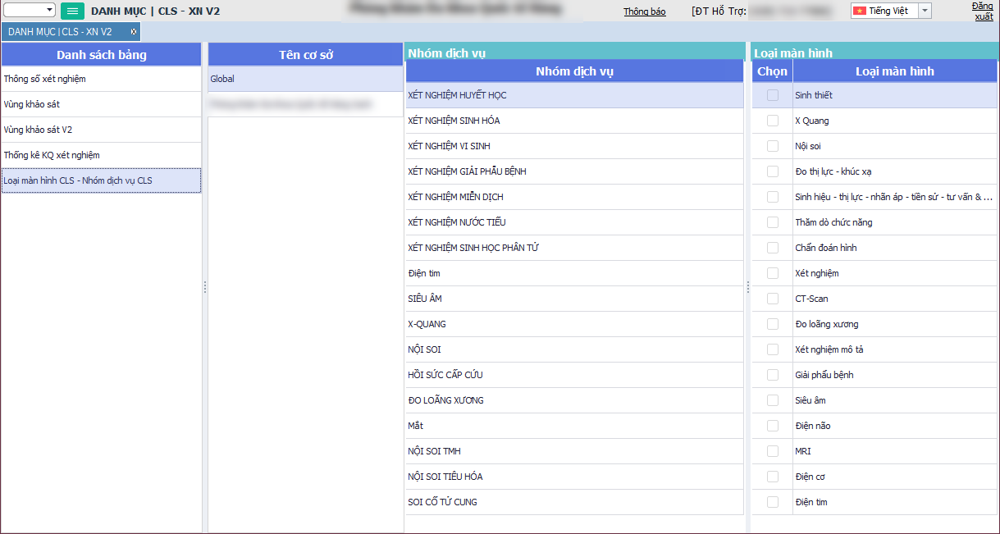 DANH MỤC | CLS - XN V2
Thông báo
[ĐT Hỗ Trợ:
Tiếng Việt
Đăng xuất
DANH MỤC | CLS - XN V2 x
Danh sách bảng
Thông số xét nghiệm
Vùng khảo sát
Vùng khảo sát V2
Thống kê KQ xét nghiệm
Loại màn hình CLS - Nhóm dịch vụ CLS
Tên cơ sở
Global
Nhóm dịch vụ
Nhóm dịch vụ
XÉT NGHIỆM HUYẾT HỌC
XÉT NGHIỆM SINH HÓA
XÉT NGHIỆM VI SINH
XÉT NGHIỆM GIẢI PHẪU BỆNH
XÉT NGHIỆM MIỄN DỊCH
XÉT NGHIỆM NƯỚC TIỂU
XÉT NGHIỆM SINH HỌC PHÂN TỬ
Điện tim
SIÊU ÂM
X-QUANG
NỘI SOI
HỒI SỨC CẤP CỨU
ĐO LOÃNG XƯƠNG
Mắt
NỘI SOI TMH
NỘI SOI TIÊU HÓA
SOI CỔ TỬ CUNG
Loại màn hình
Chọn
Loại màn hình
Sinh thiết
X Quang
Nội soi
Đo thị lực - khúc xạ
Sinh hiệu - thị lực - nhãn áp - tiền sử - tư vấn & ...
Thăm dò chức năng
Chẩn đoán hình
Xét nghiệm
CT-Scan
Đo loãng xương
Xét nghiệm mô tả
Giải phẩu bệnh
Siêu âm
Điện não
MRI
Điện cơ
Điện tim